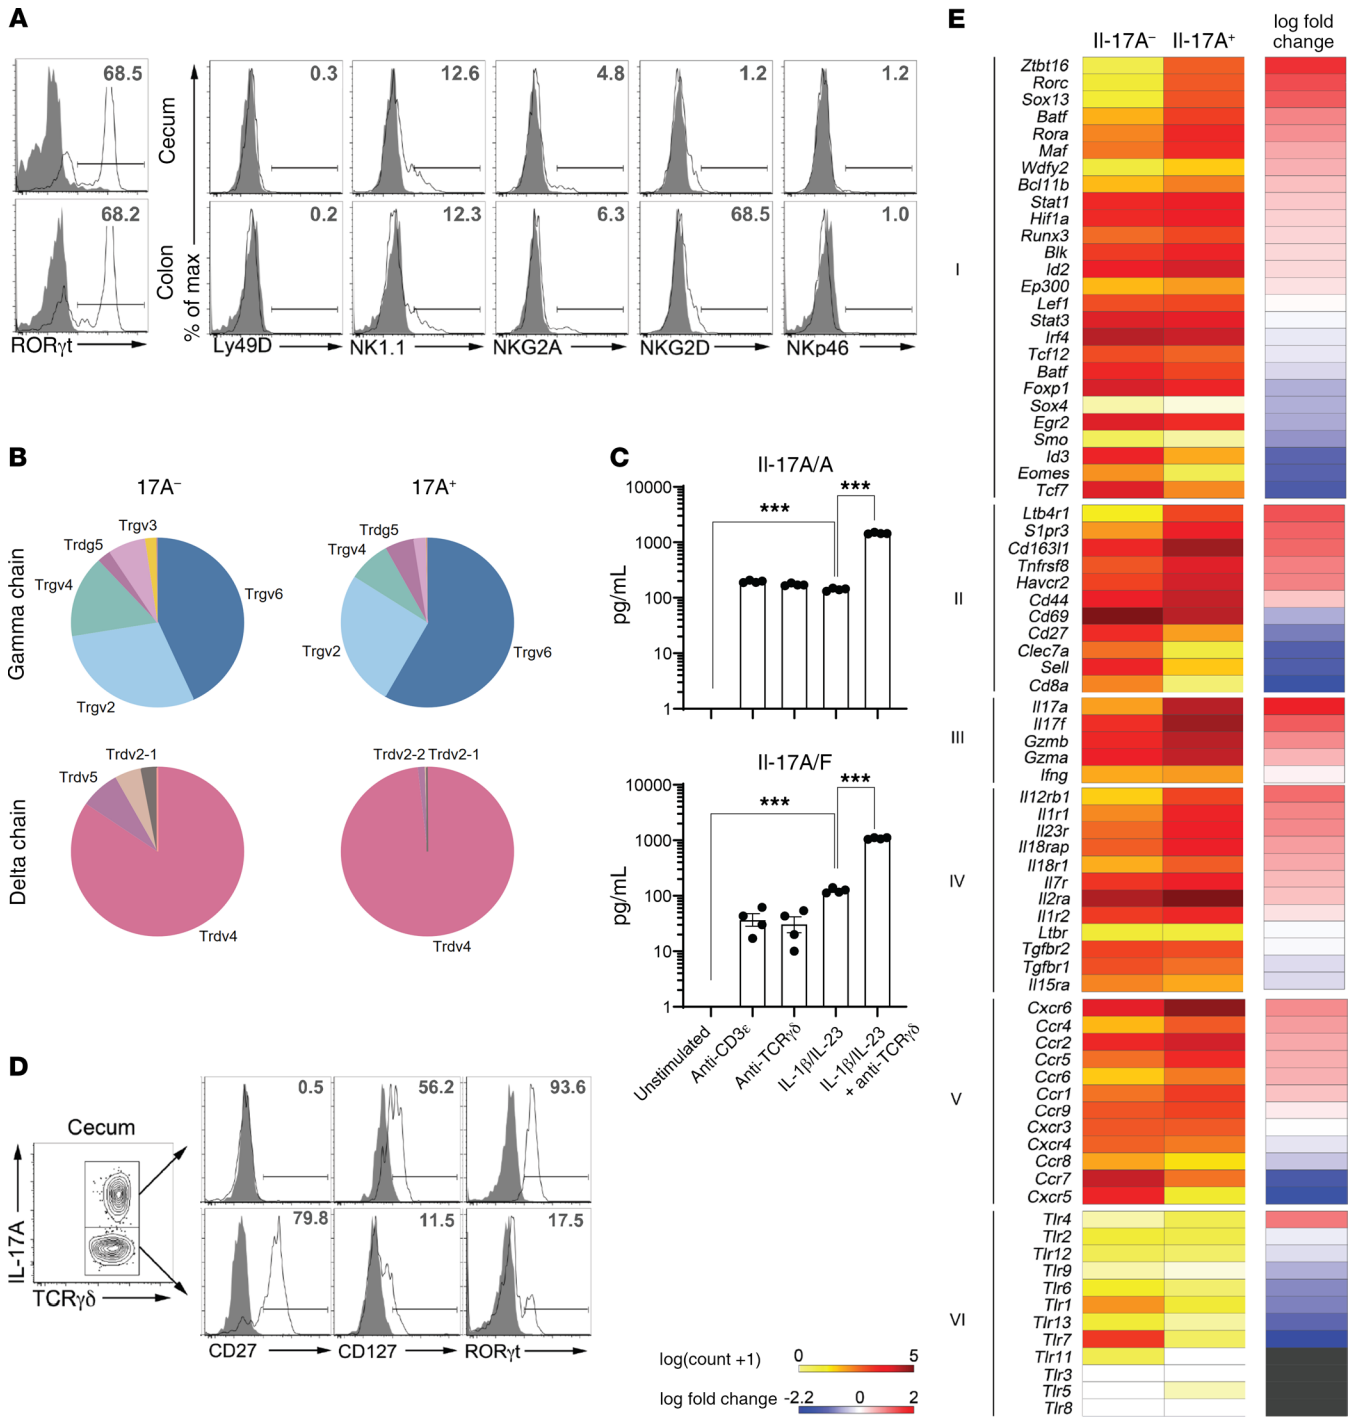 A
68.5
0.3
12.6
4.8
1.2
1.2
Cecum
68.2
0.2
12.3
6.3
68.5
1.0
Colon
% of max
RORγt
Ly49D
NK1.1
NKG2A
NKG2D
NKp46
B
17A–
17A+
Gamma chain
Trgv3
Trdg5
Trgv4
Trgv6
Trgv2
Trdg5
Trgv4
Trgv2
Trgv6
Delta chain
Trdv2-1
Trdv5
Trdv4
Trdv2-2 Trdv2-1
Trdv4
C
Il-17A/A
***
***
pg/mL
10000
1000
100
10
1
Il-17A/F
***
***
pg/mL
10000
1000
100
10
1
Unstimulated
Anti-CD3ε
Anti-TCRγδ
IL-1β/IL-23
IL-1β/IL-23
+ anti-TCRγδ
D
Cecum
IL-17A
TCRγδ
0.5
56.2
93.6
79.8
11.5
17.5
CD27
CD127
RORγt
E
Il-17A–
Il-17A+
log fold
change
I
Ztbt16
Rorc
Sox13
Batf
Rora
Maf
Wdfy2
Bcl11b
Stat1
Hif1a
Runx3
Blk
Id2
Ep300
Lef1
Stat3
Irf4
Tcf12
Batf
Foxp1
Sox4
Egr2
Smo
Id3
Eomes
Tcf7
II
Ltb4r1
S1pr3
Cd163l1
Tnfrsf8
Havcr2
Cd44
Cd69
Cd27
Clec7a
Sell
Cd8a
III
Il17a
Il17f
Gzmb
Gzma
Ifng
IV
Il12rb1
Il1r1
Il23r
Il18rap
Il18r1
Il7r
Il2ra
Il1r2
Ltbr
Tgfbr2
Tgfbr1
Il15ra
V
Cxcr6
Ccr4
Ccr2
Ccr5
Ccr6
Ccr1
Ccr9
Cxcr3
Cxcr4
Ccr8
Ccr7
Cxcr5
VI
Tlr4
Tlr2
Tlr12
Tlr9
Tlr6
Tlr1
Tlr13
Tlr7
Tlr11
Tlr3
Tlr5
Tlr8
log(count +1)
0
5
log fold change
-2.2
0
2